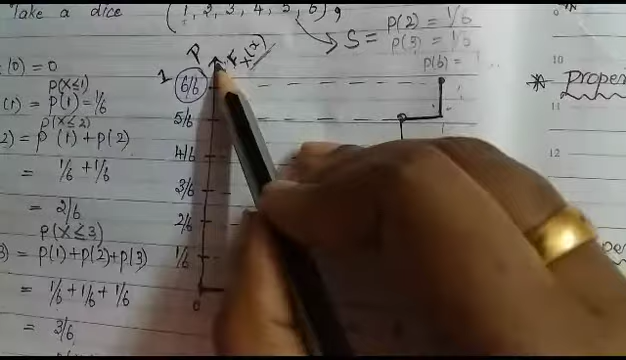 Take a dice (1, 2, 3, 4, 5, 6),
S = P(2) = 1/6
P(3) = 1/6
P(6) =
(0) = 0
P(X≤1)
(1) = P(1) = 1/6
P(X≤2)
2) = P(1) + P(2)
= 1/6 + 1/6
= 2/6
P(X≤3)
3) = P(1) + P(2) + P(3)
= 1/6 + 1/6 + 1/6
= 3/6
1
P
6/6
5/6
4/6
3/6
2/6
1/6
0
10
11
12
* Proper